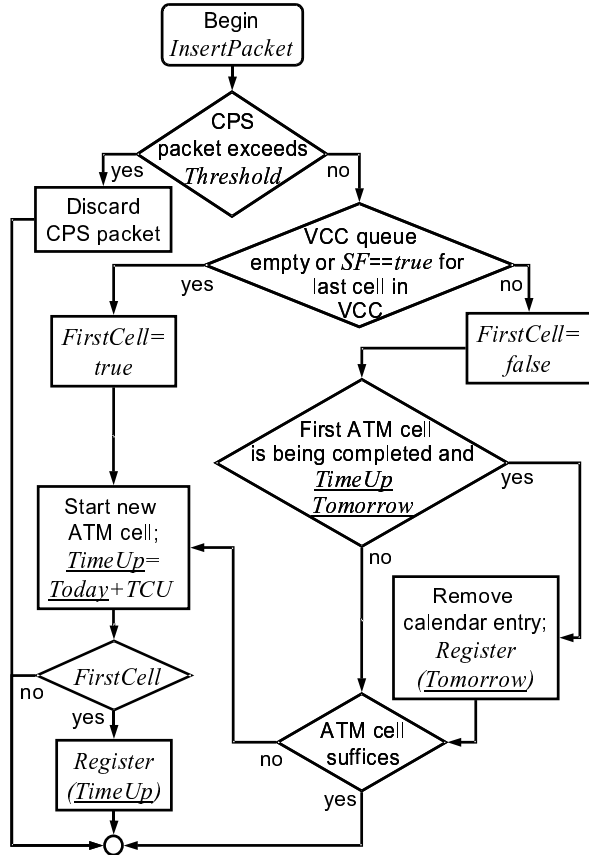 Begin
InsertPacket
CPS
packet exceeds
Threshold
yes
no
Discard
CPS packet
VCC queue
empty or SF==true for
last cell in
VCC
yes
no
FirstCell=
true
FirstCell=
false
First ATM cell
is being completed and
TimeUp
Tomorrow
yes
no
Start new
ATM cell;
TimeUp=
Today+TCU
Remove
calendar entry;
Register
(Tomorrow)
FirstCell
no
yes
ATM cell
suffices
no
yes
Register
(TimeUp)